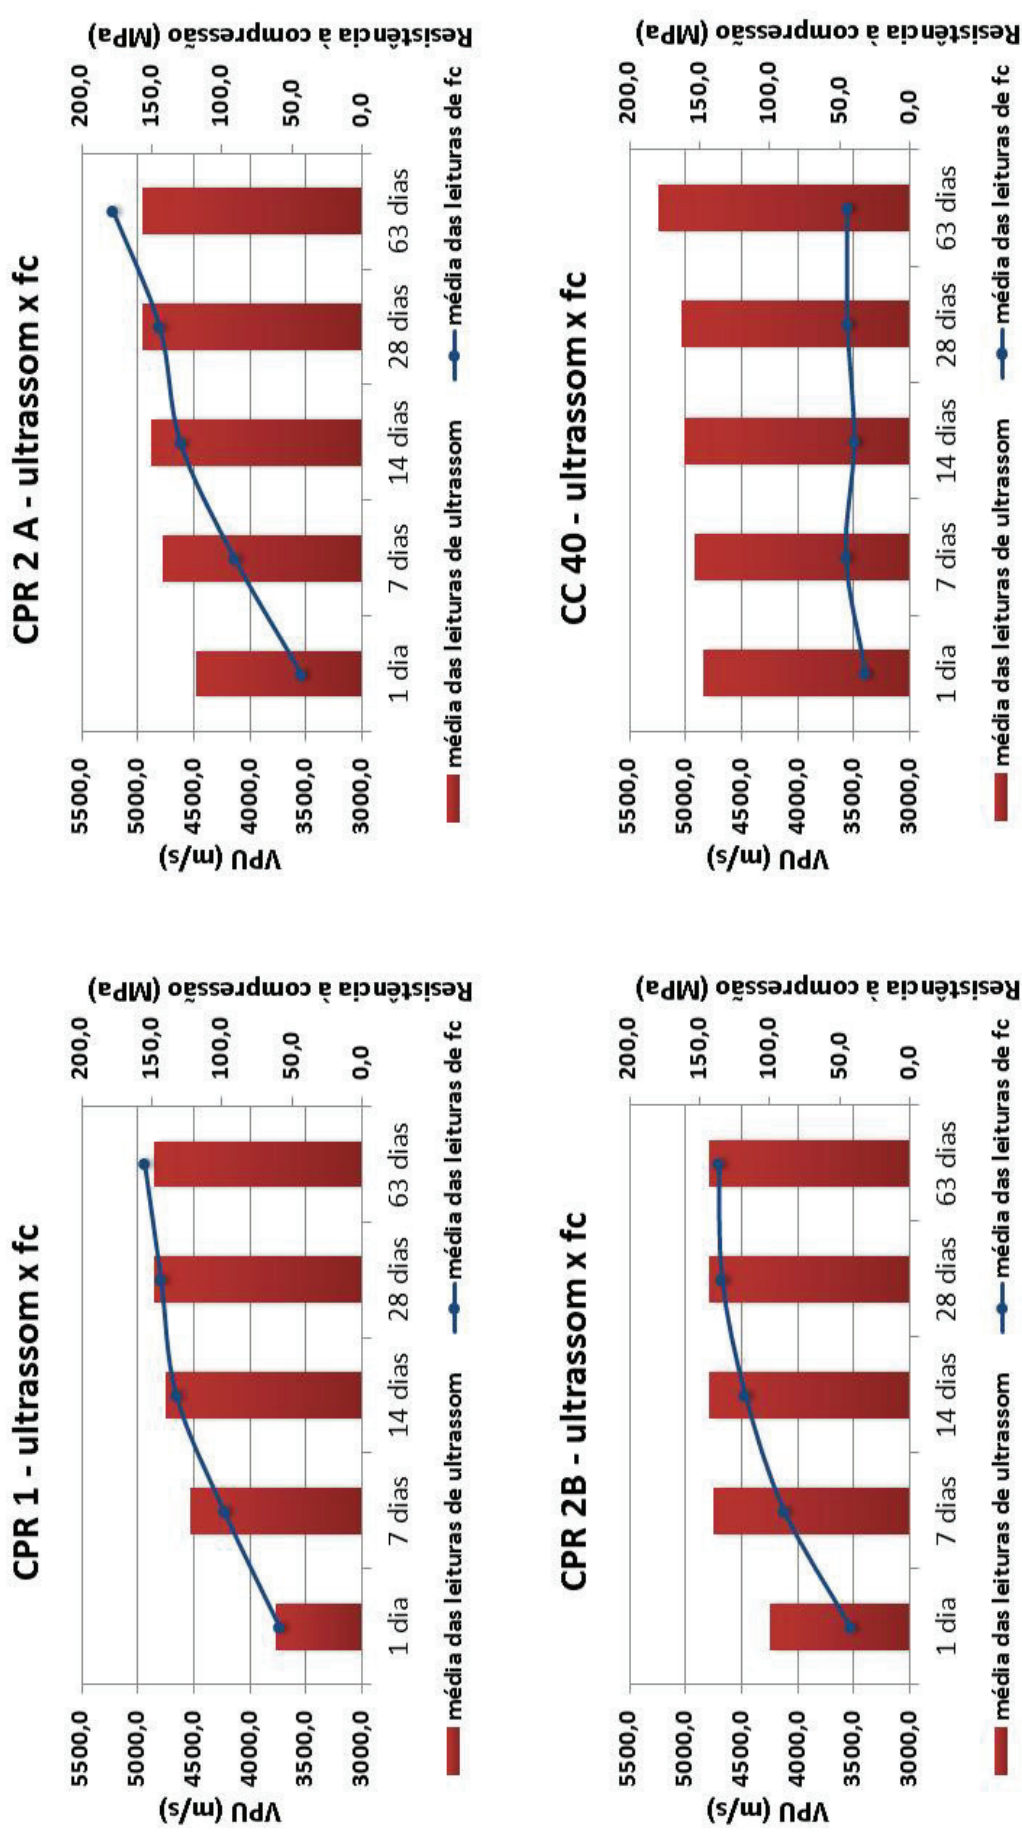 CPR 1 - ultrassom x fc
5500,0
5000,0
4500,0
4000,0
3500,0
3000,0
VPU (m/s)
200,0
150,0
100,0
50,0
0,0
Resistência à compressão (MPa)
1 dia 7 dias 14 dias 28 dias 63 dias
média das leituras de ultrassom média das leituras de fc
CPR 2 A - ultrassom x fc
5500,0
5000,0
4500,0
4000,0
3500,0
3000,0
VPU (m/s)
200,0
150,0
100,0
50,0
0,0
Resistência à compressão (MPa)
1 dia 7 dias 14 dias 28 dias 63 dias
média das leituras de ultrassom média das leituras de fc
CPR 2B - ultrassom x fc
5500,0
5000,0
4500,0
4000,0
3500,0
3000,0
VPU (m/s)
200,0
150,0
100,0
50,0
0,0
Resistência à compressão (MPa)
1 dia 7 dias 14 dias 28 dias 63 dias
média das leituras de ultrassom média das leituras de fc
CC 40 - ultrassom x fc
5500,0
5000,0
4500,0
4000,0
3500,0
3000,0
VPU (m/s)
200,0
150,0
100,0
50,0
0,0
Resistência à compressão (MPa)
1 dia 7 dias 14 dias 28 dias 63 dias
média das leituras de ultrassom média das leituras de fc